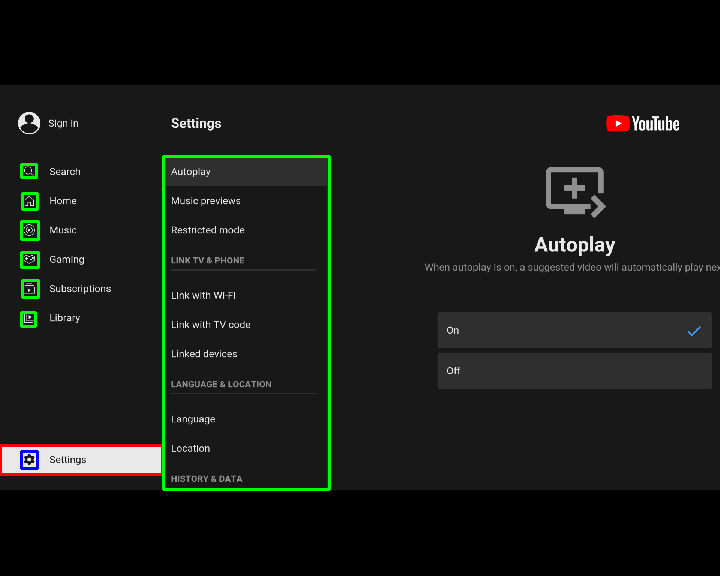 Sign in
Settings
YouTube
Search
Home
Music
Gaming
Subscriptions
Library
Settings
Autoplay
Music previews
Restricted mode
LINK TV & PHONE
Link with Wi-Fi
Link with TV code
Linked devices
LANGUAGE & LOCATION
Language
Location
HISTORY & DATA
Autoplay
When autoplay is on, a suggested video will automatically play nex
On
Off